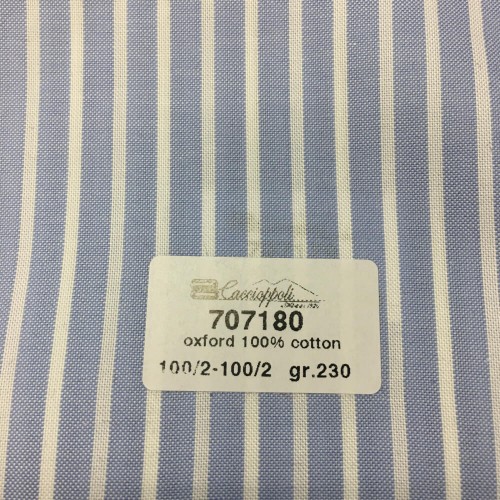 Caccioppoli
707180
oxford 100% cotton
100/2-100/2 gr.230